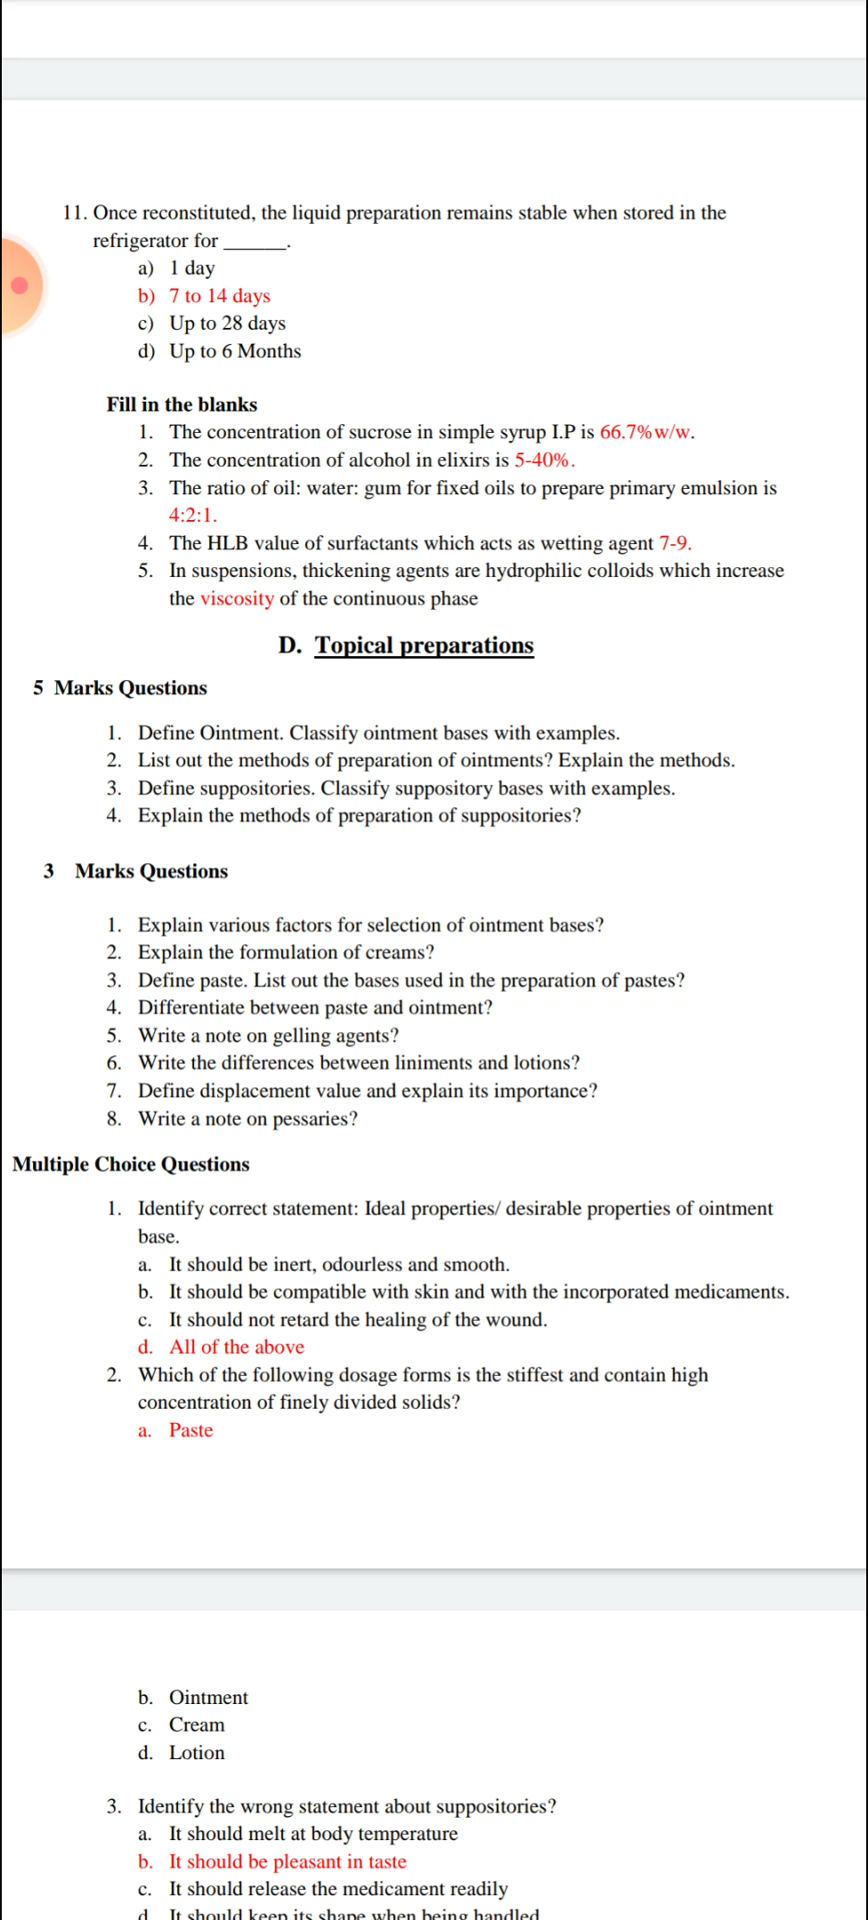 11. Once reconstituted, the liquid preparation remains stable when stored in the
refrigerator for ______.
a) 1 day
b) 7 to 14 days
c) Up to 28 days
d) Up to 6 Months
Fill in the blanks
1. The concentration of sucrose in simple syrup I.P is 66.7%w/w.
2. The concentration of alcohol in elixirs is 5-40%.
3. The ratio of oil: water: gum for fixed oils to prepare primary emulsion is
4:2:1.
4. The HLB value of surfactants which acts as wetting agent 7-9.
5. In suspensions, thickening agents are hydrophilic colloids which increase
the viscosity of the continuous phase
D. Topical preparations
5 Marks Questions
1. Define Ointment. Classify ointment bases with examples.
2. List out the methods of preparation of ointments? Explain the methods.
3. Define suppositories. Classify suppository bases with examples.
4. Explain the methods of preparation of suppositories?
3 Marks Questions
1. Explain various factors for selection of ointment bases?
2. Explain the formulation of creams?
3. Define paste. List out the bases used in the preparation of pastes?
4. Differentiate between paste and ointment?
5. Write a note on gelling agents?
6. Write the differences between liniments and lotions?
7. Define displacement value and explain its importance?
8. Write a note on pessaries?
Multiple Choice Questions
1. Identify correct statement: Ideal properties/ desirable properties of ointment
base.
a. It should be inert, odourless and smooth.
b. It should be compatible with skin and with the incorporated medicaments.
c. It should not retard the healing of the wound.
d. All of the above
2. Which of the following dosage forms is the stiffest and contain high
concentration of finely divided solids?
a. Paste
b. Ointment
c. Cream
d. Lotion
3. Identify the wrong statement about suppositories?
a. It should melt at body temperature
b. It should be pleasant in taste
c. It should release the medicament readily
d. It should keep its shape when being handled